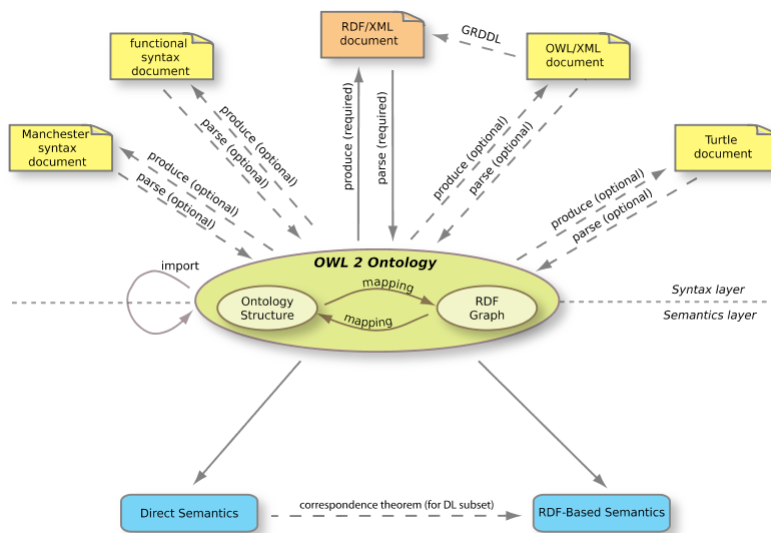 functional
syntax
document
RDF/XML
document
GRDDL
OWL/XML
document
Manchester
syntax
document
Turtle
document
produce (optional)
parse (optional)
produce (optional)
parse (optional)
produce (required)
parse (required)
produce (optional)
parse (optional)
produce (optional)
parse (optional)
OWL 2 Ontology
import
mapping
Ontology
Structure
RDF
Graph
mapping
Syntax layer
Semantics layer
Direct Semantics
correspondence theorem (for DL subset)
RDF-Based Semantics